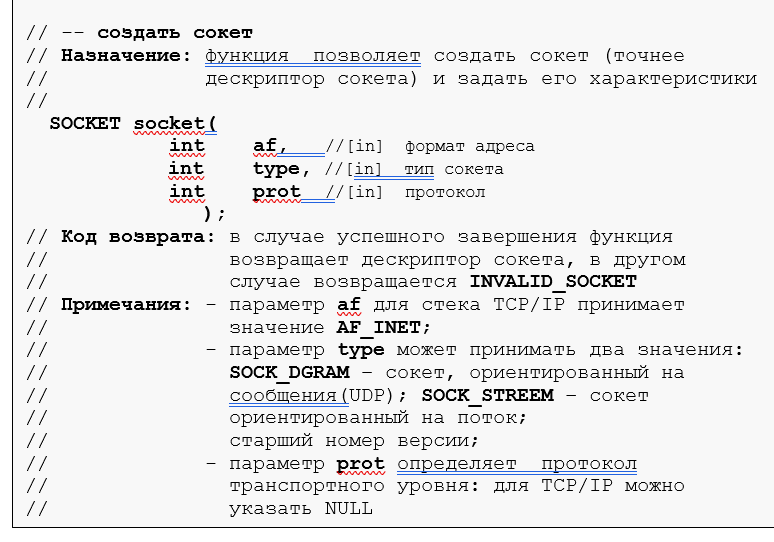 // -- создать сокет
// Назначение: функция позволяет создать сокет (точнее
// дескриптор сокета) и задать его характеристики
//
SOCKET socket(
int af, //[in] формат адреса
int type, //[in] тип сокета
int prot //[in] протокол
);
// Код возврата: в случае успешного завершения функция
// возвращает дескриптор сокета, в другом
// случае возвращается INVALID_SOCKET
// Примечания: – параметр af для стека TCP/IP принимает
// значение AF_INET;
// – параметр type может принимать два значения:
// SOCK_DGRAM – сокет, ориентированный на
// сообщения(UDP); SOCK_STREEM – сокет
// ориентированный на поток;
// старший номер версии;
// – параметр prot определяет протокол
// транспортного уровня: для TCP/IP можно
// указать NULL